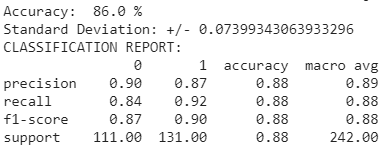 Accuracy:  86.0 %
Standard Deviation: +/- 0.07399343063933296
CLASSIFICATION REPORT:
0 1 accuracy macro avg
precision 0.90 0.87 0.88 0.89
recall 0.84 0.92 0.88 0.88
f1-score 0.87 0.90 0.88 0.88
support 111.00 131.00 0.88 242.00